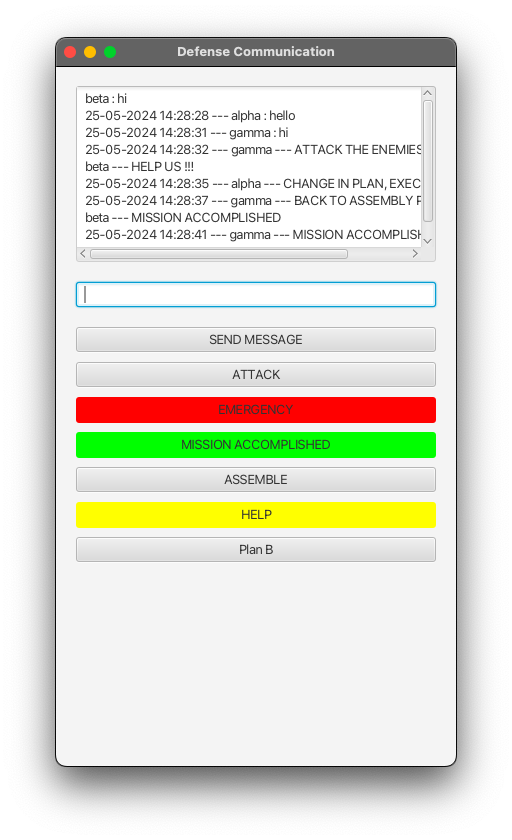 Defense Communication
beta : hi
25-05-2024 14:28:28 --- alpha : hello
25-05-2024 14:28:31 --- gamma : hi
25-05-2024 14:28:32 --- gamma --- ATTACK THE ENEMIES
beta --- HELP US !!!
25-05-2024 14:28:35 --- alpha --- CHANGE IN PLAN, EXEC
25-05-2024 14:28:37 --- gamma --- BACK TO ASSEMBLY P
beta --- MISSION ACCOMPLISHED
25-05-2024 14:28:41 --- gamma --- MISSION ACCOMPLISH
SEND MESSAGE
ATTACK
EMERGENCY
MISSION ACCOMPLISHED
ASSEMBLE
HELP
Plan B